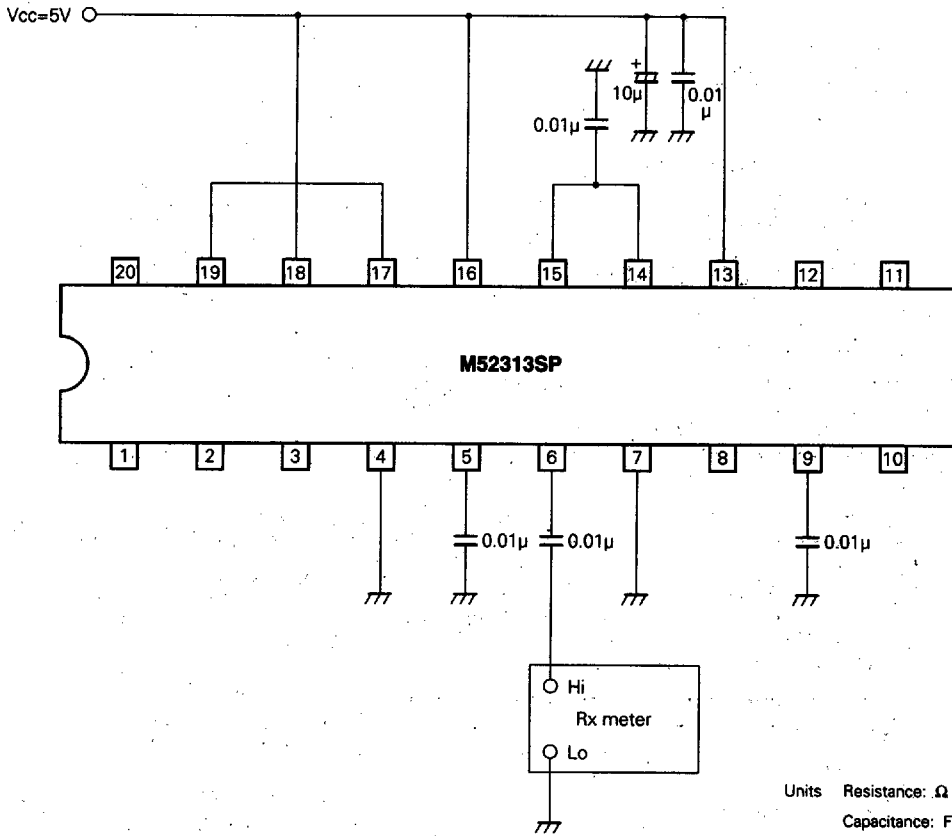 Vcc=5V
+
10μ
0.01
μ
0.01μ
20 19 18 17 16 15 14 13 12 11
M52313SP
1 2 3 4 5 6 7 8 9 10
0.01μ 0.01μ 0.01μ
Hi
Rx meter
Lo
Units Resistance: Ω
Capacitance: F